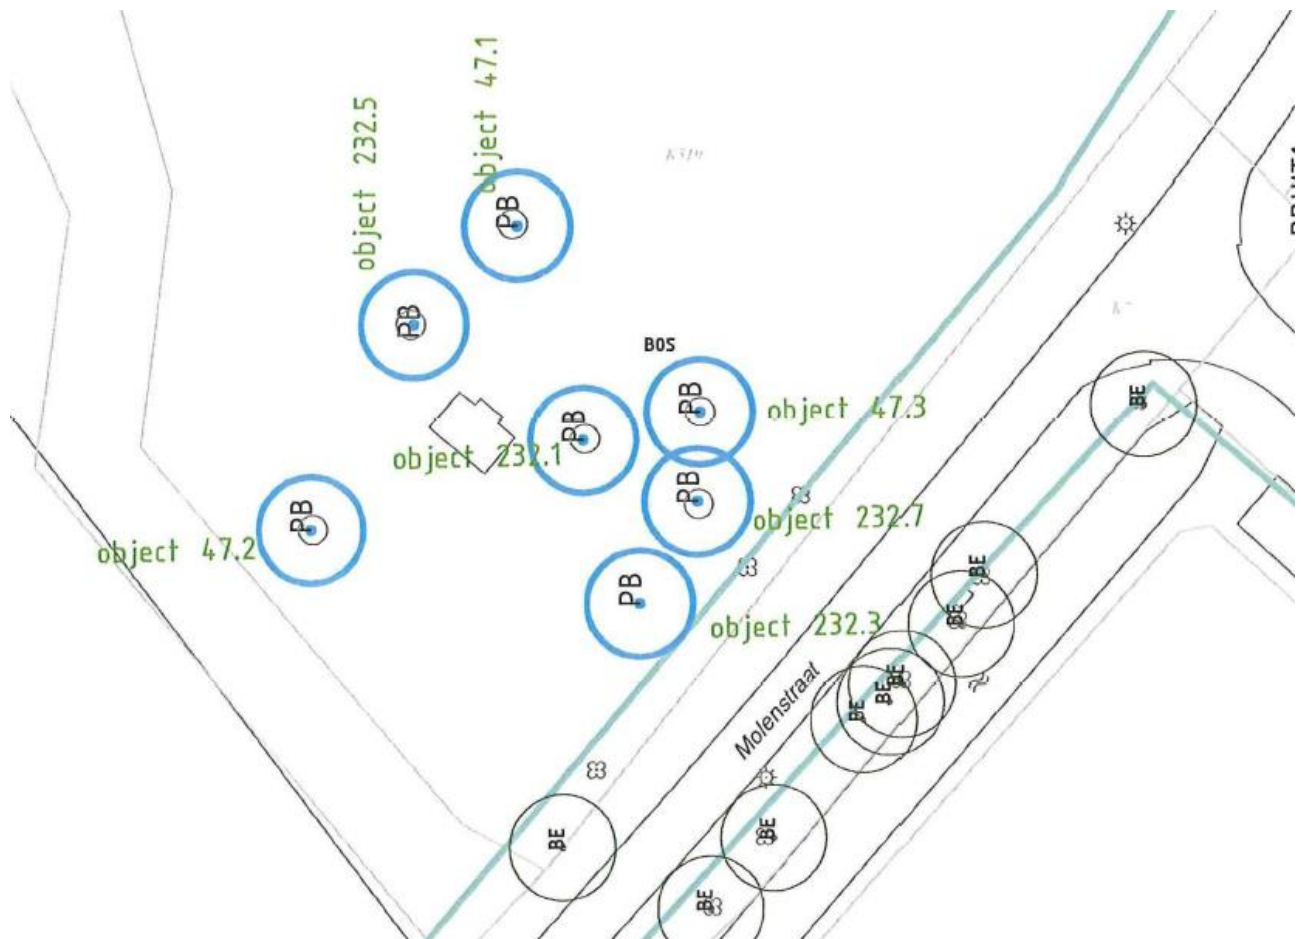 object 47.1
object 232.5
PB
PB
BOS
PB
object 47.3
PB
object 232.1
BE
PB
object 232.7
PB
object 47.2
BE
PB
object 232.3
BE
BE
BE
BE
Molenstraat
BE
BE
BE